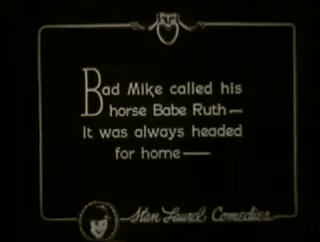 Bad Mike called his
horse Babe Ruth—
It was always headed
for home—
Stan Laurel Comedies